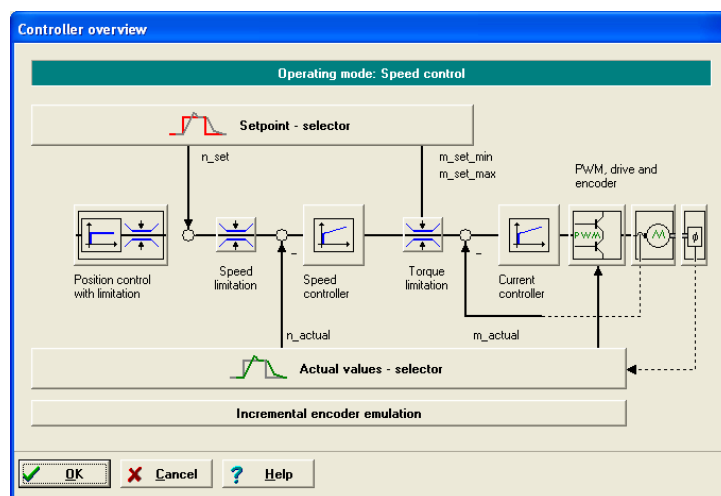 Controller overview
Operating mode: Speed control
Setpoint - selector
n_set
m_set_min
m_set_max
PWM, drive and
encoder
PWM
Position control
with limitation
Speed
limitation
Speed
controller
Torque
limitation
Current
controller
n_actual
m_actual
Actual values - selector
Incremental encoder emulation
OK
Cancel
? Help